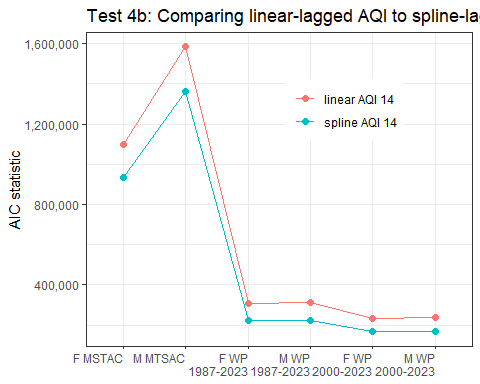 Test 4b: Comparing linear-lagged AQI to spline-la
1,600,000
1,200,000
800,000
400,000
AIC statistic
linear AQI 14
spline AQI 14
F MSTAC M MTSAC F WP M WP F WP M WP
1987-2023 1987-2023 2000-2023 2000-2023